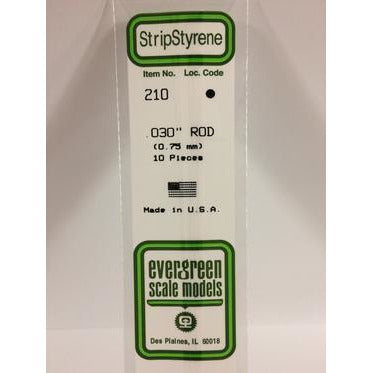 StripStyrene
Item No. Loc. Code
210 ●
.030" ROD
(0.75 mm)
10 Pieces
Made in U.S.A.
evergreen
scale models
Des Plaines, IL 60018